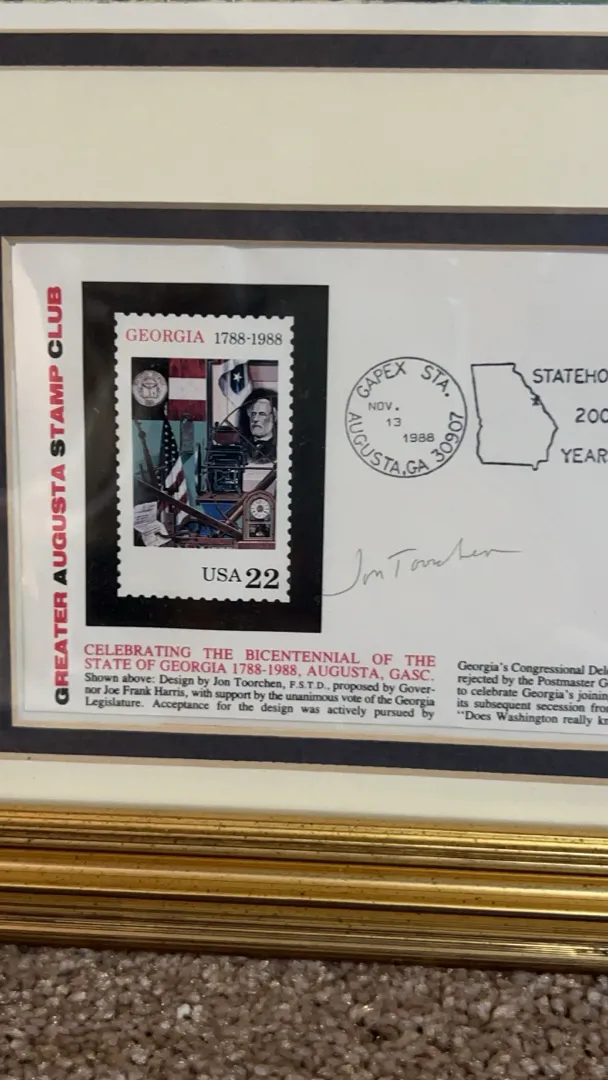 GREATER AUGUSTA STAMP CLUB
GEORGIA 1788-1988
USA 22
GAPEX STA.
NOV.
13
1988
AUGUSTA, GA 30907
STATEHO
200
YEAR
Jon Toorchen
CELEBRATING THE BICENTENNIAL OF THE
STATE OF GEORGIA 1788-1988, AUGUSTA, GASC.
Shown above: Design by Jon Toorchen, F.S.T.D., proposed by Gover-
nor Joe Frank Harris, with support by the unanimous vote of the Georgia
Legislature. Acceptance for the design was actively pursued by
Georgia's Congressional Del
rejected by the Postmaster G
to celebrate Georgia's joinin
its subsequent secession fro
"Does Washington really kn